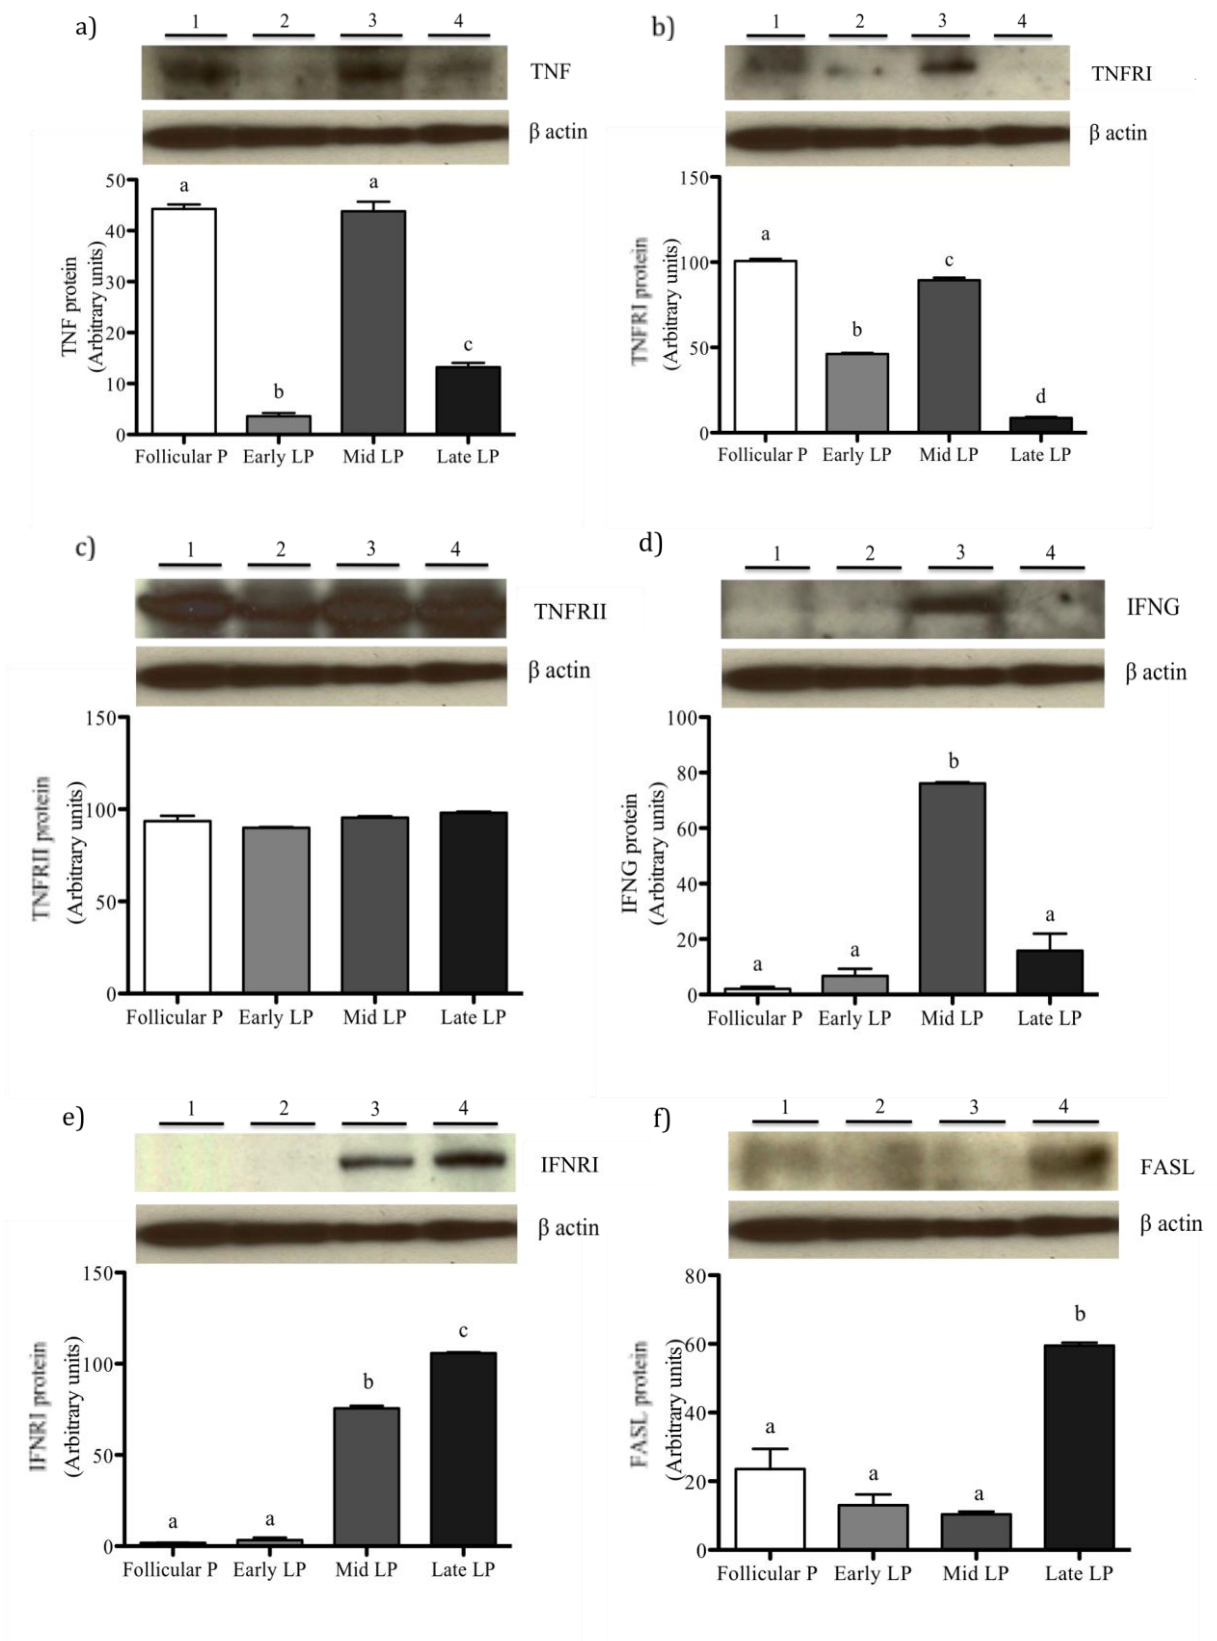 a)
1 2 3 4
TNF
β actin
50
40
30
20
10
0
TNF protein
(Arbitrary units)
a
b
a
c
Follicular P Early LP Mid LP Late LP
b)
1 2 3 4
TNFRI
β actin
150
100
50
0
TNFRI protein
(Arbitrary units)
a
b
c
d
Follicular P Early LP Mid LP Late LP
c)
1 2 3 4
TNFRII
β actin
150
100
50
0
TNFRII protein
(Arbitrary units)
Follicular P Early LP Mid LP Late LP
d)
1 2 3 4
IFNG
β actin
100
80
60
40
20
0
IFNG protein
(Arbitrary units)
a
a
b
a
Follicular P Early LP Mid LP Late LP
e)
1 2 3 4
IFNRI
β actin
150
100
50
0
IFNRI protein
(Arbitrary units)
a
a
b
c
Follicular P Early LP Mid LP Late LP
f)
1 2 3 4
FASL
β actin
80
60
40
20
0
FASL protein
(Arbitrary units)
a
a
a
b
Follicular P Early LP Mid LP Late LP